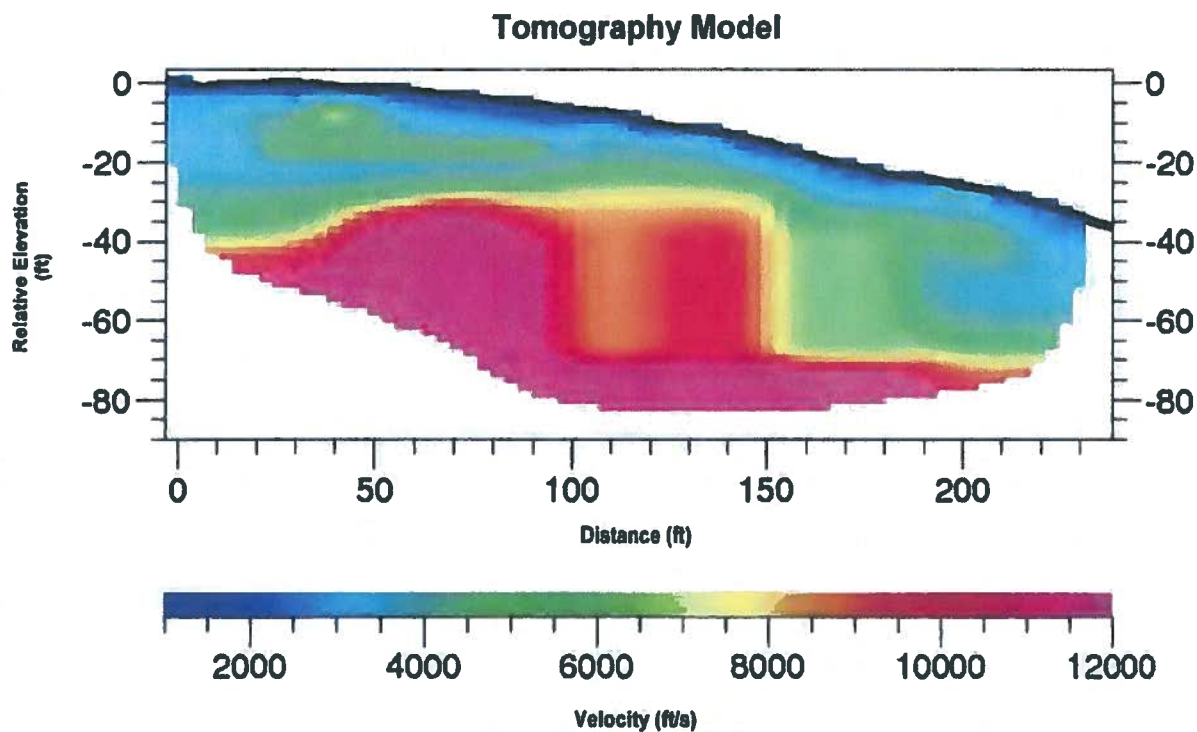 Tomography Model
0 0
-20 -20
-40 -40
-60 -60
-80 -80
Relative Elevation
(ft)
0 50 100 150 200
Distance (ft)
2000 4000 6000 8000 10000 12000
Velocity (ft/s)